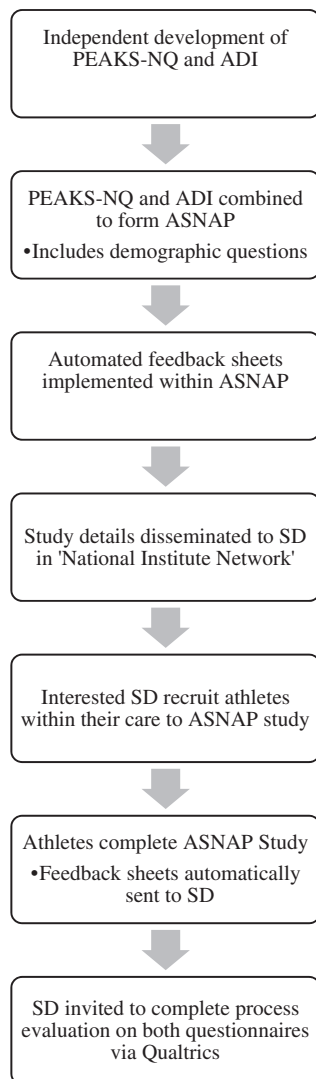 Independent development of
PEAKS-NQ and ADI
PEAKS-NQ and ADI combined
to form ASNAP
•Includes demographic questions
Automated feedback sheets
implemented within ASNAP
Study details disseminated to SD
in 'National Institute Network'
Interested SD recruit athletes
within their care to ASNAP study
Athletes complete ASNAP Study
•Feedback sheets automatically
sent to SD
SD invited to complete process
evaluation on both questionnaires
via Qualtrics